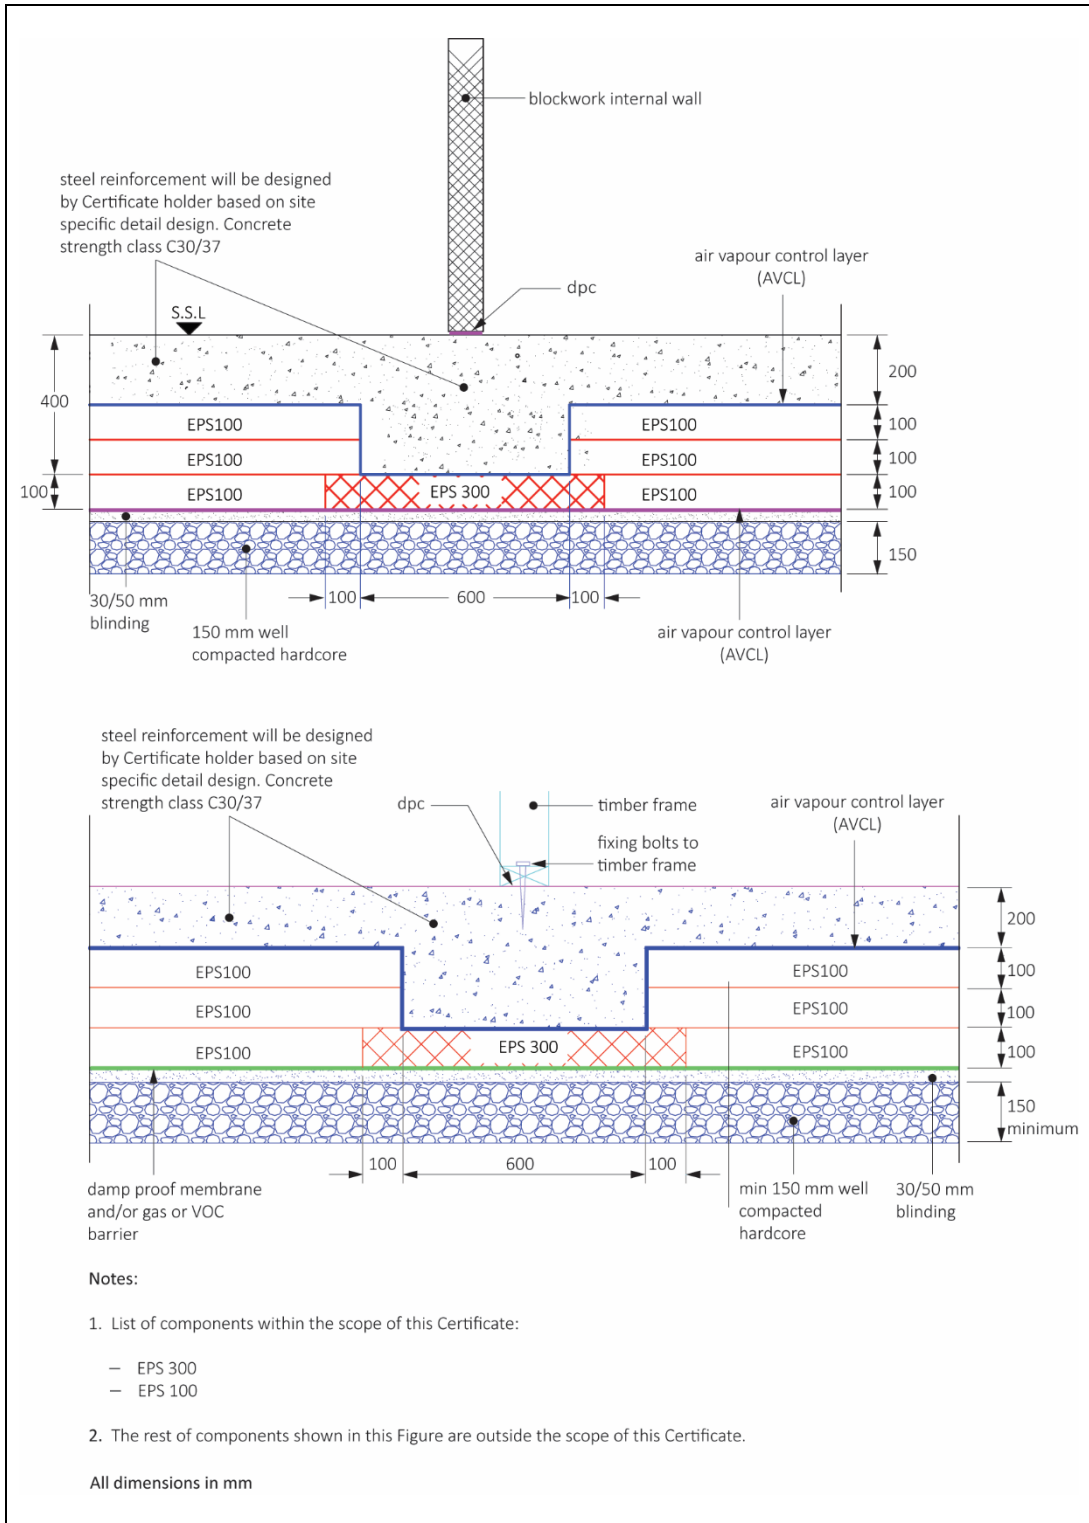 blockwork internal wall
steel reinforcement will be designed
by Certificate holder based on site
specific detail design. Concrete
strength class C30/37
air vapour control layer
(AVCL)
dpc
S.S.L
400
200
EPS100
EPS100
100
EPS100
EPS100
100
100
EPS100
EPS 300
EPS100
100
150
100
600
100
30/50 mm
blinding
150 mm well
compacted hardcore
air vapour control layer
(AVCL)
steel reinforcement will be designed
by Certificate holder based on site
specific detail design. Concrete
strength class C30/37
dpc
timber frame
air vapour control layer
(AVCL)
fixing bolts to
timber frame
200
EPS100
EPS100
100
EPS100
EPS100
100
EPS100
EPS 300
EPS100
100
150
minimum
100
600
100
damp proof membrane
and/or gas or VOC
barrier
min 150 mm well
compacted
hardcore
30/50 mm
blinding
Notes:
1. List of components within the scope of this Certificate:
– EPS 300
– EPS 100
2. The rest of components shown in this Figure are outside the scope of this Certificate.
All dimensions in mm